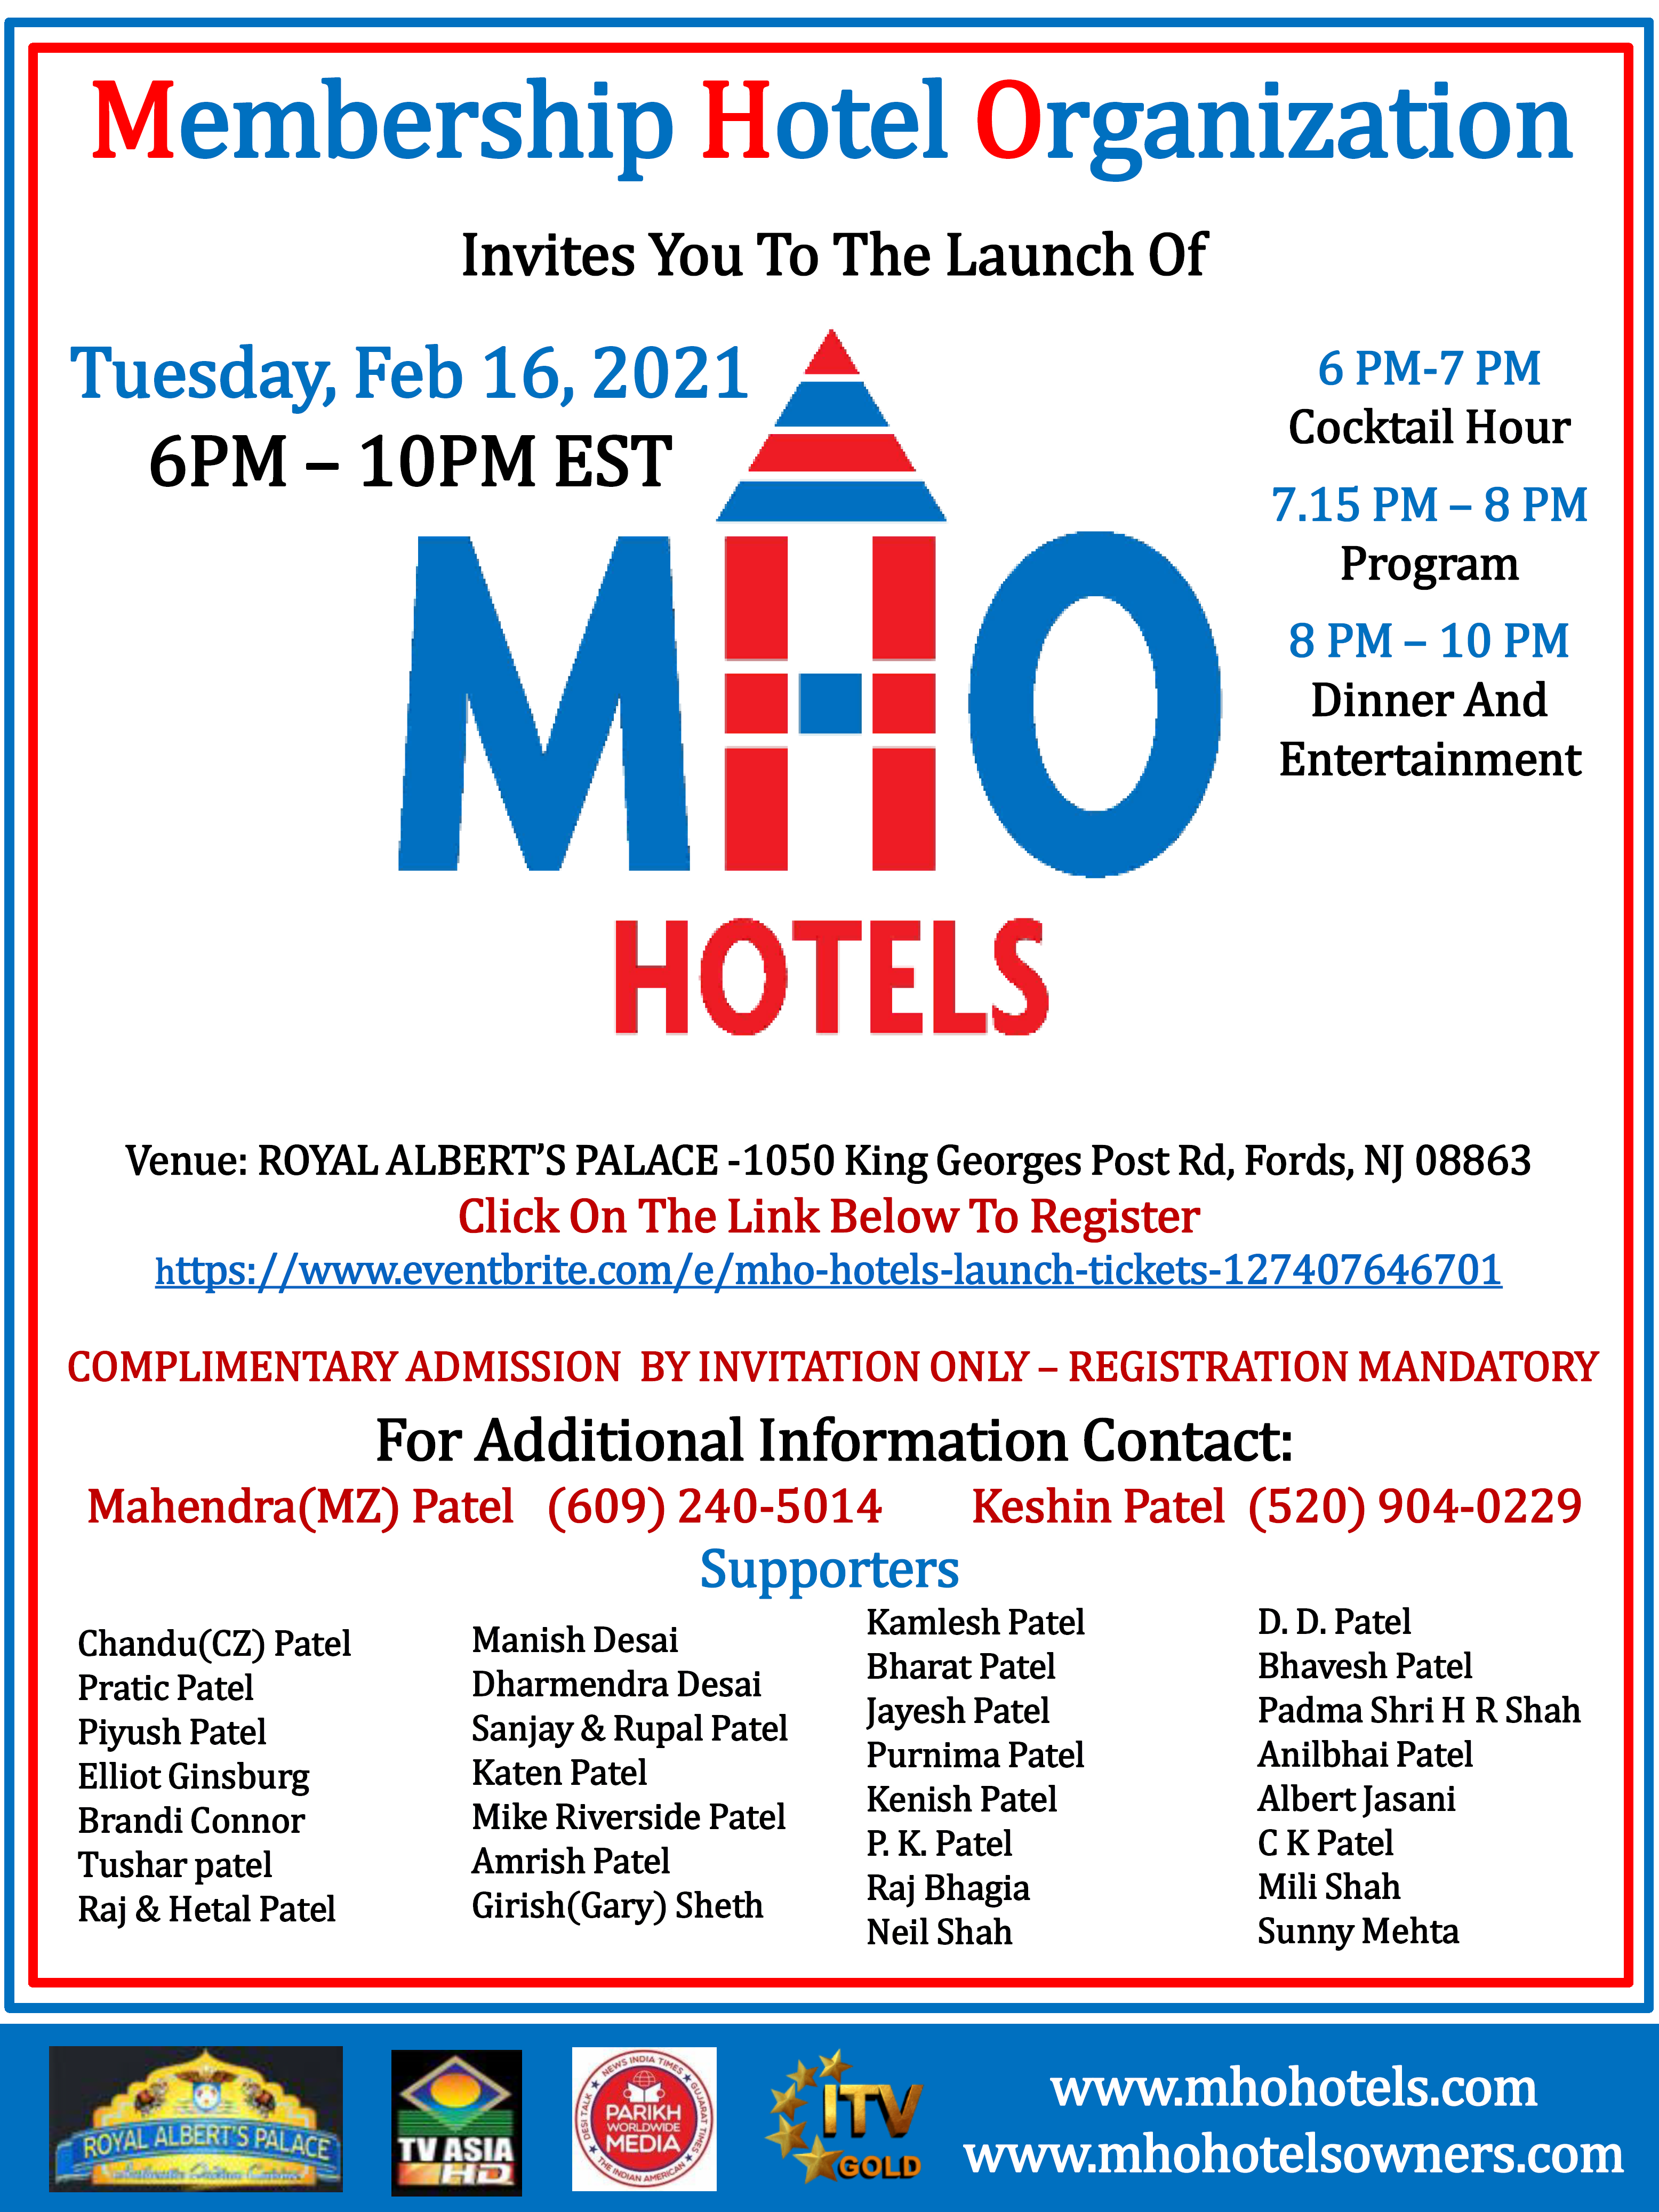 Membership Hotel Organization
Invites You To The Launch Of
Tuesday, Feb 16, 2021
6PM – 10PM EST
6 PM-7 PM
Cocktail Hour
7.15 PM – 8 PM
Program
8 PM – 10 PM
Dinner And
Entertainment
MHO
HOTELS
Venue: ROYAL ALBERT’S PALACE -1050 King Georges Post Rd, Fords, NJ 08863
Click On The Link Below To Register
https://www.eventbrite.com/e/mho-hotels-launch-tickets-127407646701
COMPLIMENTARY ADMISSION  BY INVITATION ONLY – REGISTRATION MANDATORY
For Additional Information Contact:
Mahendra(MZ) Patel   (609) 240-5014
Keshin Patel  (520) 904-0229
Supporters
Chandu(CZ) Patel
Pratic Patel
Piyush Patel
Elliot Ginsburg
Brandi Connor
Tushar patel
Raj & Hetal Patel
Manish Desai
Dharmendra Desai
Sanjay & Rupal Patel
Katen Patel
Mike Riverside Patel
Amrish Patel
Girish(Gary) Sheth
Kamlesh Patel
Bharat Patel
Jayesh Patel
Purnima Patel
Kenish Patel
P. K. Patel
Raj Bhagia
Neil Shah
D. D. Patel
Bhavesh Patel
Padma Shri H R Shah
Anilbhai Patel
Albert Jasani
C K Patel
Mili Shah
Sunny Mehta
ROYAL ALBERT'S PALACE
Authentic Indian Cuisine
TV ASIA
HD
DESI TALK ★ NEWS INDIA TIMES ★ GUJARAT TIMES ★ THE INDIAN AMERICAN ★
PARIKH
WORLDWIDE
MEDIA
ITV
GOLD
www.mhohotels.com
www.mhohotelsowners.com